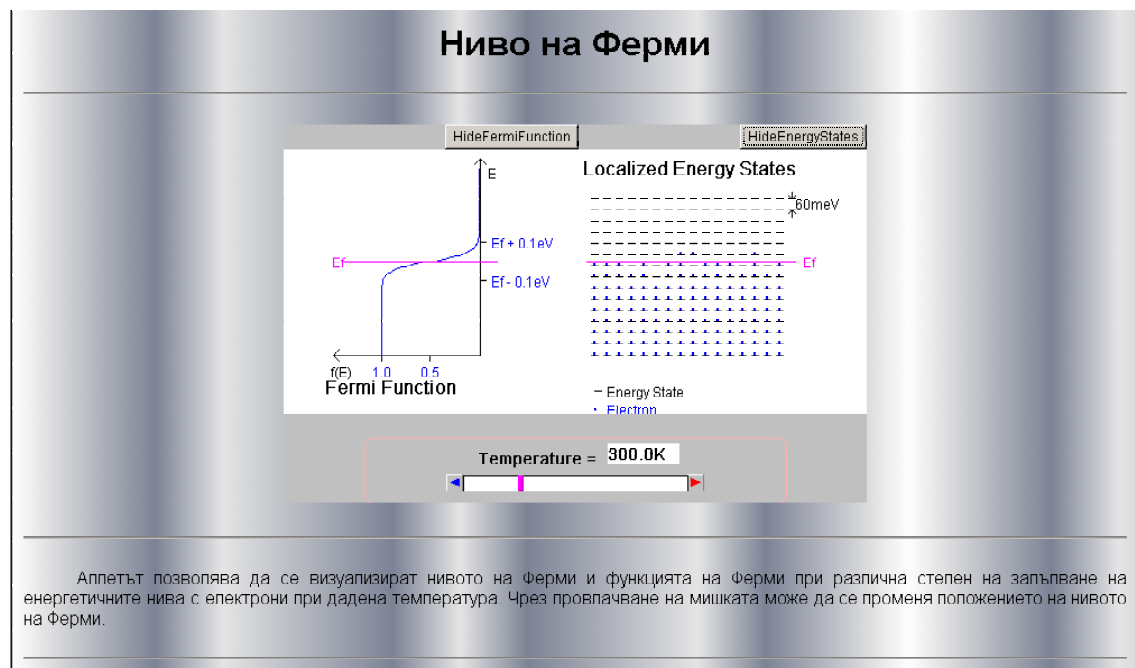 Ниво на Ферми
HideFermiFunction
HideEnergyStates
E
Localized Energy States
60meV
Ef + 0.1eV
Ef
Ef
Ef - 0.1eV
f(E) 1.0 0.5
Fermi Function
Energy State
Electron
Temperature = 300.0K
Аплетът позволява да се визуализират нивото на Ферми и функцията на Ферми при различна степен на запълване на
енергетичните нива с електрони при дадена температура. Чрез провлачване на мишката може да се променя положението на нивото
на Ферми.